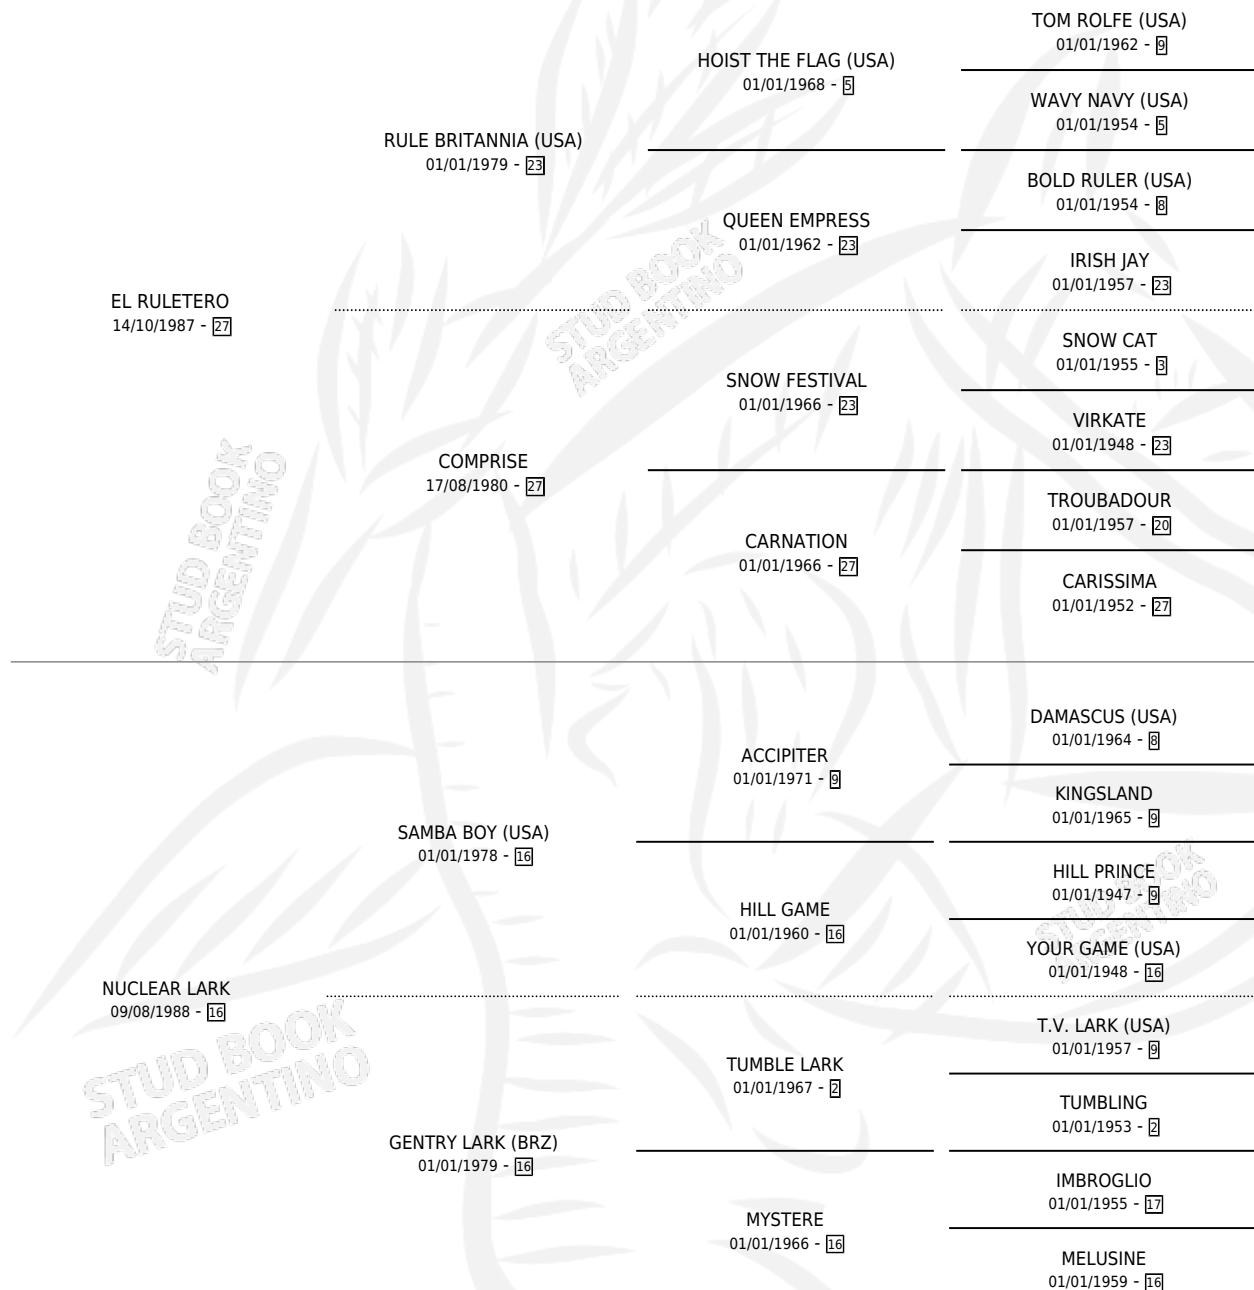 TOM ROLFE (USA)
01/01/1962 - 9
HOIST THE FLAG (USA)
01/01/1968 - 5
WAVY NAVY (USA)
01/01/1954 - 5
RULE BRITANNIA (USA)
01/01/1979 - 23
BOLD RULER (USA)
01/01/1954 - 8
QUEEN EMPRESS
01/01/1962 - 23
IRISH JAY
01/01/1957 - 23
EL RULETERO
14/10/1987 - 27
SNOW CAT
01/01/1955 - 3
SNOW FESTIVAL
01/01/1966 - 23
VIRKATE
01/01/1948 - 23
COMPRISE
17/08/1980 - 27
TROUBADOUR
01/01/1957 - 20
CARNATION
01/01/1966 - 27
CARISSIMA
01/01/1952 - 27
DAMASCUS (USA)
01/01/1964 - 8
ACCIPITER
01/01/1971 - 9
KINGSLAND
01/01/1965 - 9
SAMBA BOY (USA)
01/01/1978 - 16
HILL PRINCE
01/01/1947 - 9
HILL GAME
01/01/1960 - 16
YOUR GAME (USA)
01/01/1948 - 16
NUCLEAR LARK
09/08/1988 - 16
T.V. LARK (USA)
01/01/1957 - 9
TUMBLE LARK
01/01/1967 - 2
TUMBLING
01/01/1953 - 2
GENTRY LARK (BRZ)
01/01/1979 - 16
IMBROGLIO
01/01/1955 - 17
MYSTERE
01/01/1966 - 16
MELUSINE
01/01/1959 - 16
STUD BOOK
ARGENTINO
STUD BOOK
ARGENTINO
STUD BOOK
ARGENTINO
STUD BOOK
ARGENTINO